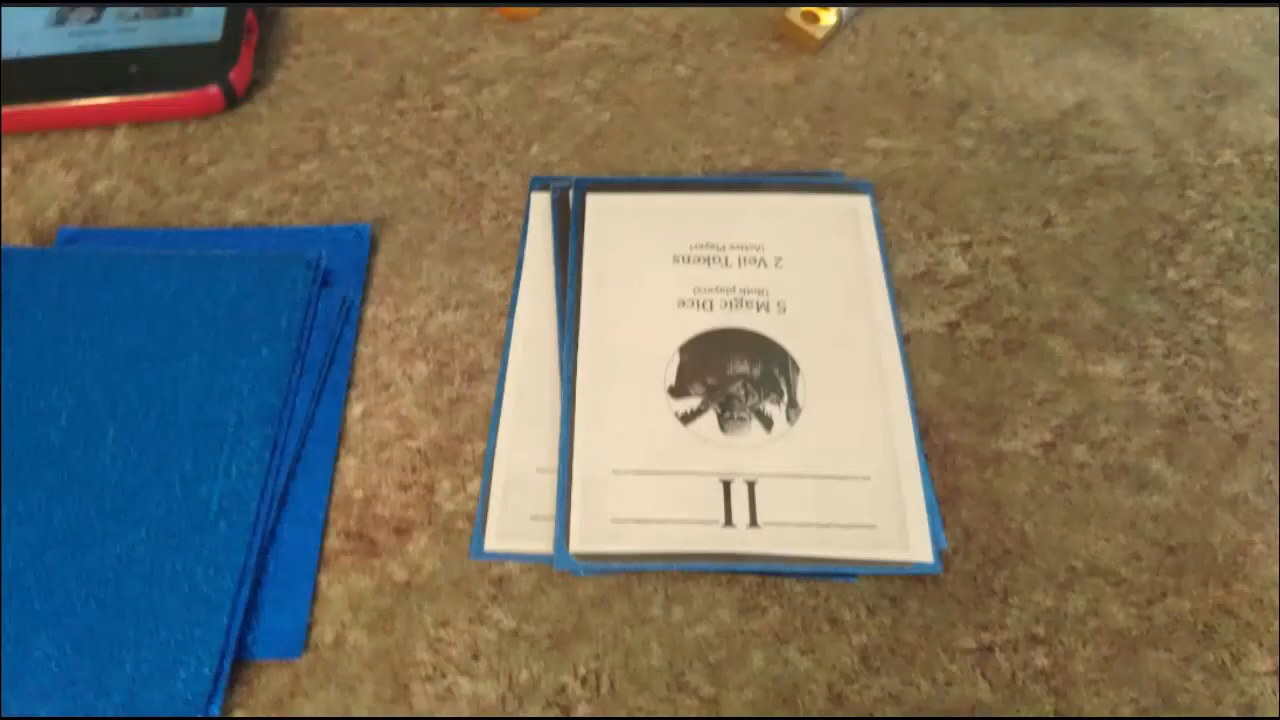 II
5 Magic Dice
(Both players)
2 Veil Tokens
(Active Player)